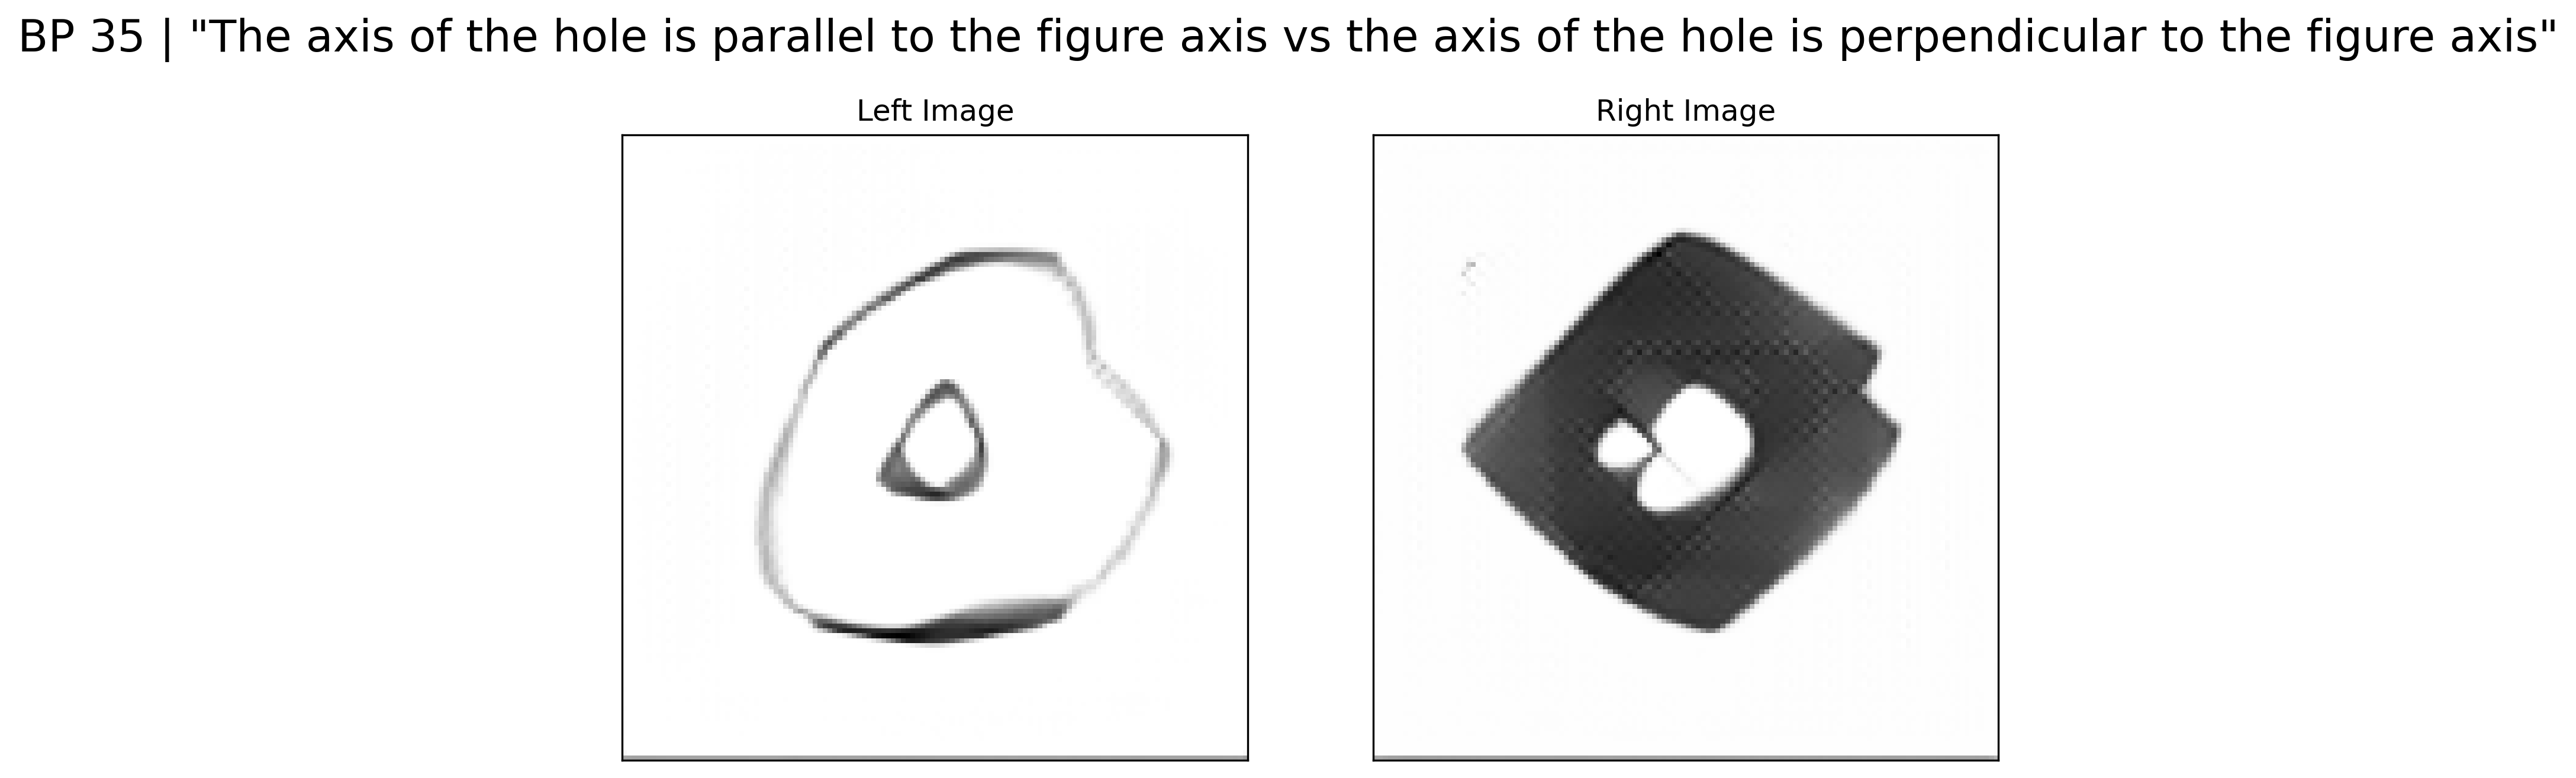 BP 35 | "The axis of the hole is parallel to the figure axis vs the axis of the hole is perpendicular to the figure axis"
Left Image
Right Image